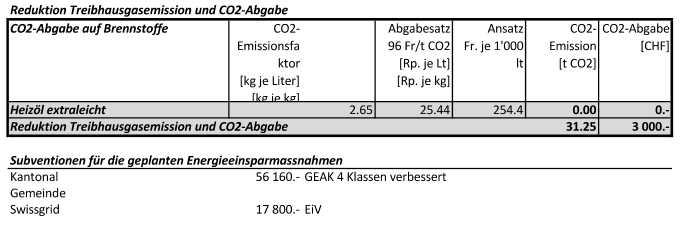 Reduktion Treibhausgasemission und CO2-Abgabe
CO2-Abgabe auf Brennstoffe CO2- Abgabesatz Ansatz CO2- CO2-Abgabe
Emissionsfa 96 Fr/t CO2 Fr. je 1'000 Emission [CHF]
ktor [Rp. je Lt] lt [t CO2]
[kg je Liter] [Rp. je kg]
[kg je kg]
Heizöl extraleicht 2.65 25.44 254.4 0.00 0.-
Reduktion Treibhausgasemission und CO2-Abgabe 31.25 3 000.-
Subventionen für die geplanten Energieeinsparmassnahmen
Kantonal 56 160.- GEAK 4 Klassen verbessert
Gemeinde
Swissgrid 17 800.- EiV